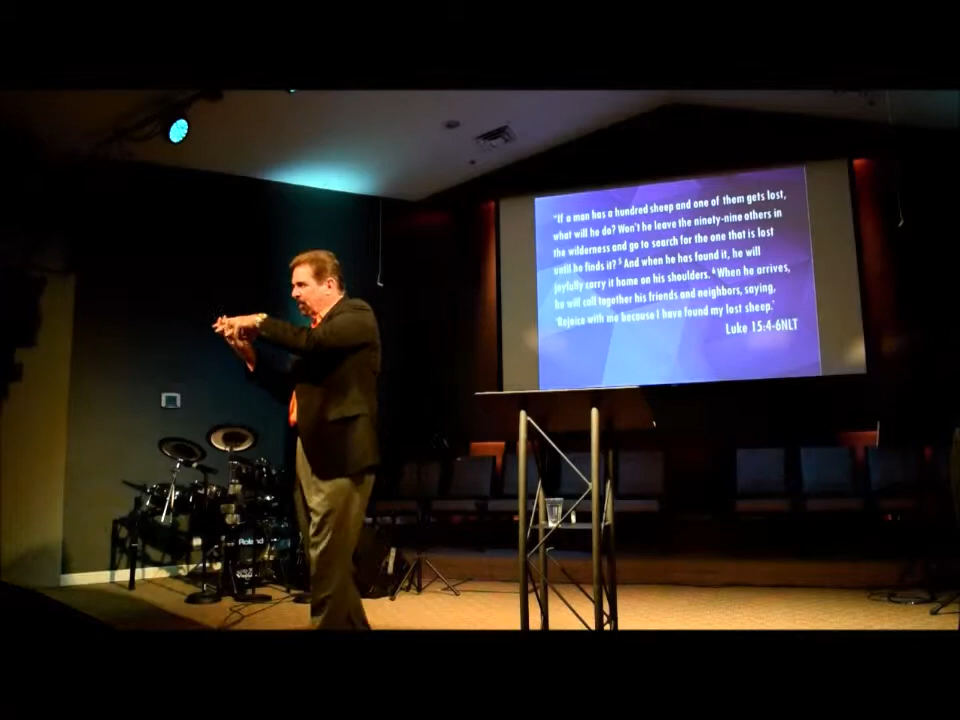 "If a man has a hundred sheep and one of them gets lost,
what will he do? Won't he leave the ninety-nine others in
the wilderness and go to search for the one that is lost
until he finds it? ⁵ And when he has found it, he will
joyfully carry it home on his shoulders. ⁶ When he arrives,
he will call together his friends and neighbors, saying,
'Rejoice with me because I have found my lost sheep.'
Luke 15:4-6NLT
Roland